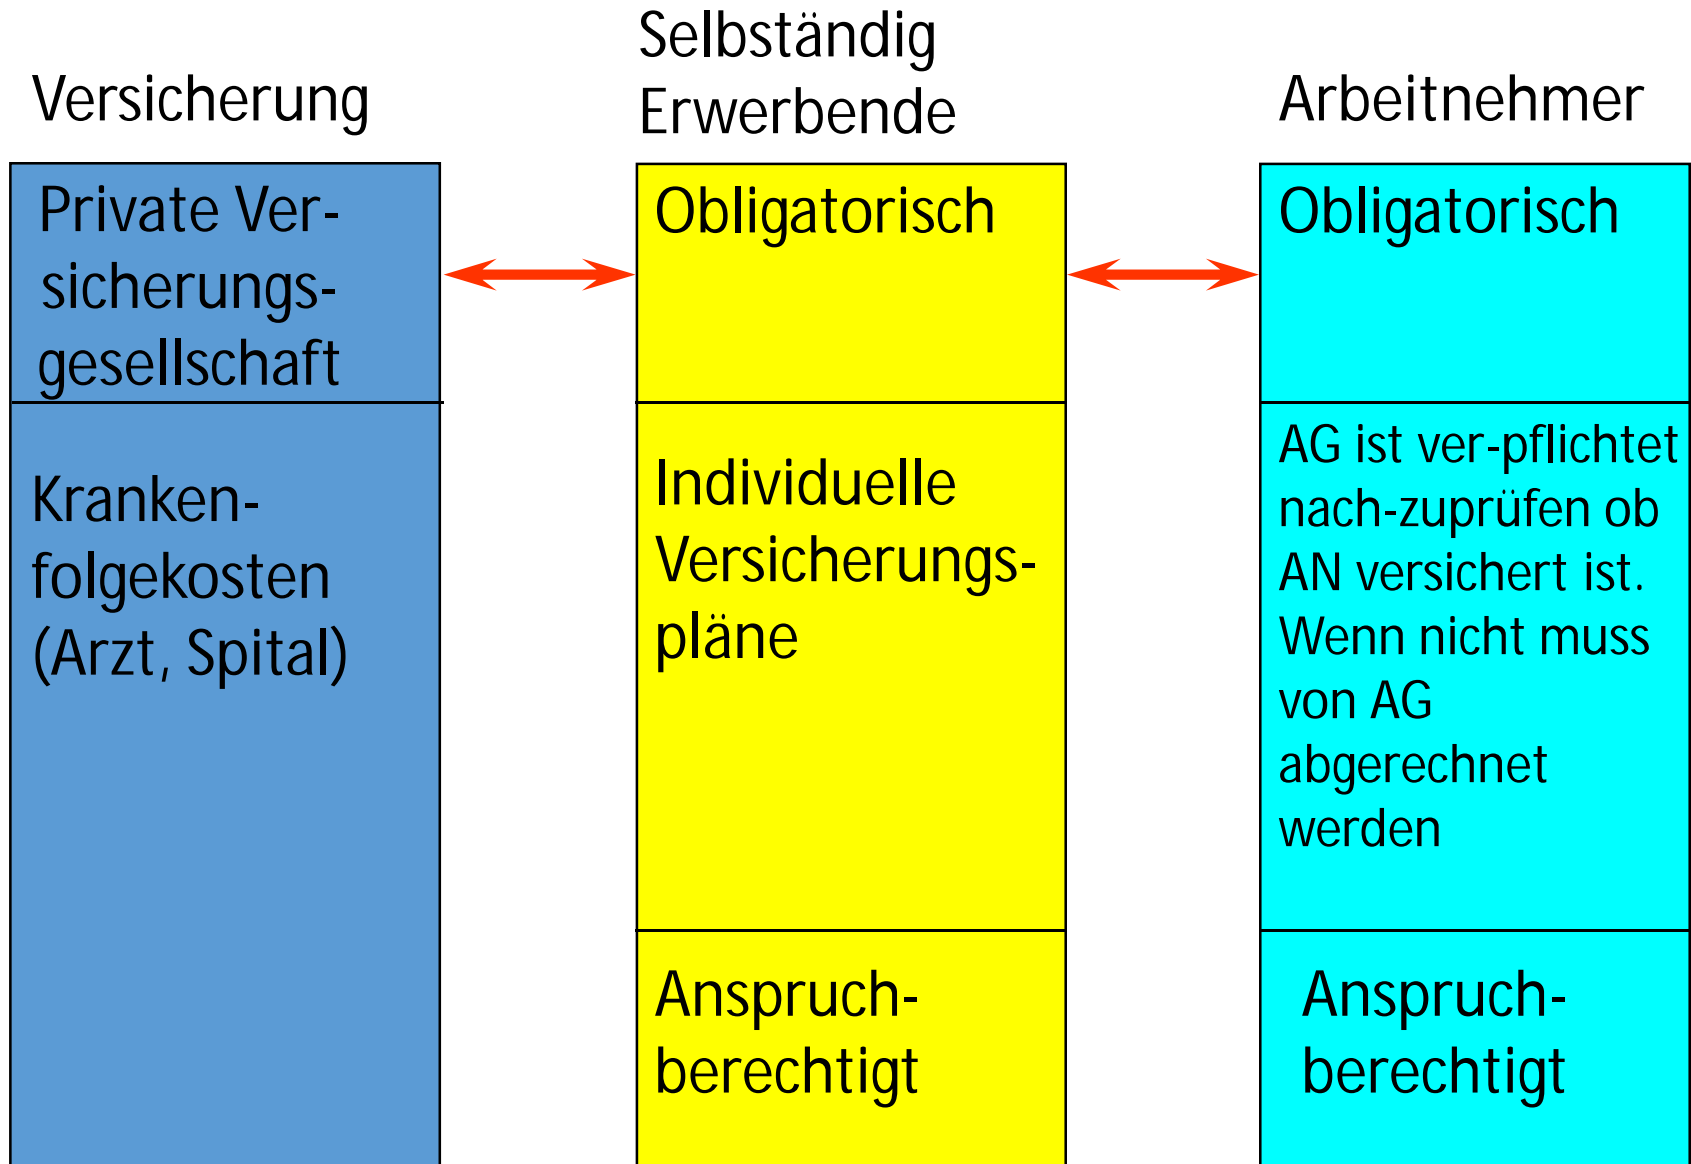 Versicherung
Selbständig
Erwerbende
Arbeitnehmer
Private Ver-
sicherungs-
gesellschaft
Kranken-
folgekosten
(Arzt, Spital)
Obligatorisch
Individuelle
Versicherungs-
pläne
Anspruch-
berechtigt
Obligatorisch
AG ist ver-pflichtet
nach-zuprüfen ob
AN versichert ist.
Wenn nicht muss
von AG
abgerechnet
werden
Anspruch-
berechtigt